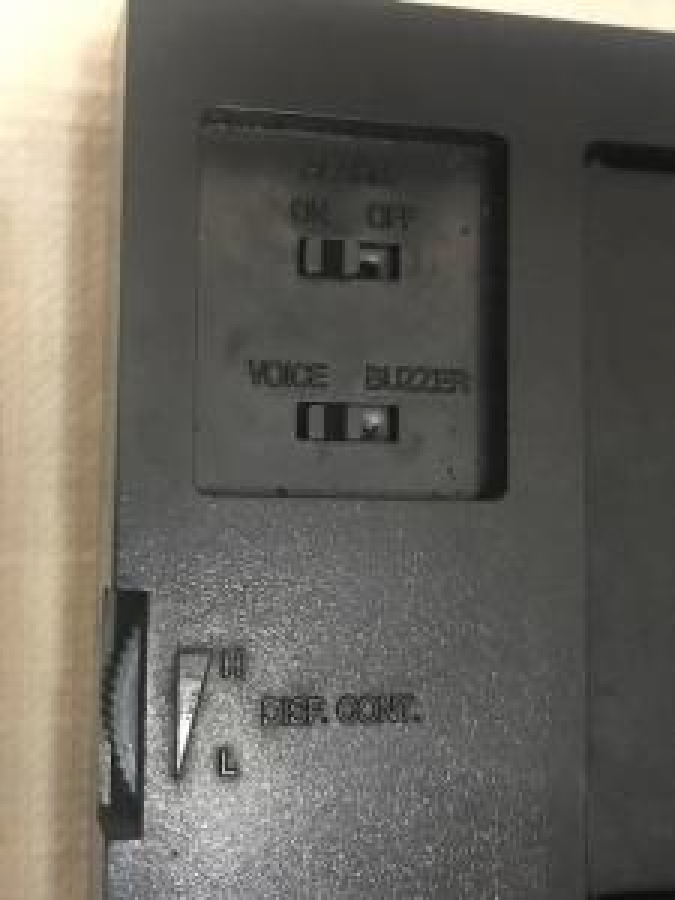 ON OFF
VOICE BUZZER
H
DISP. CONT.
L